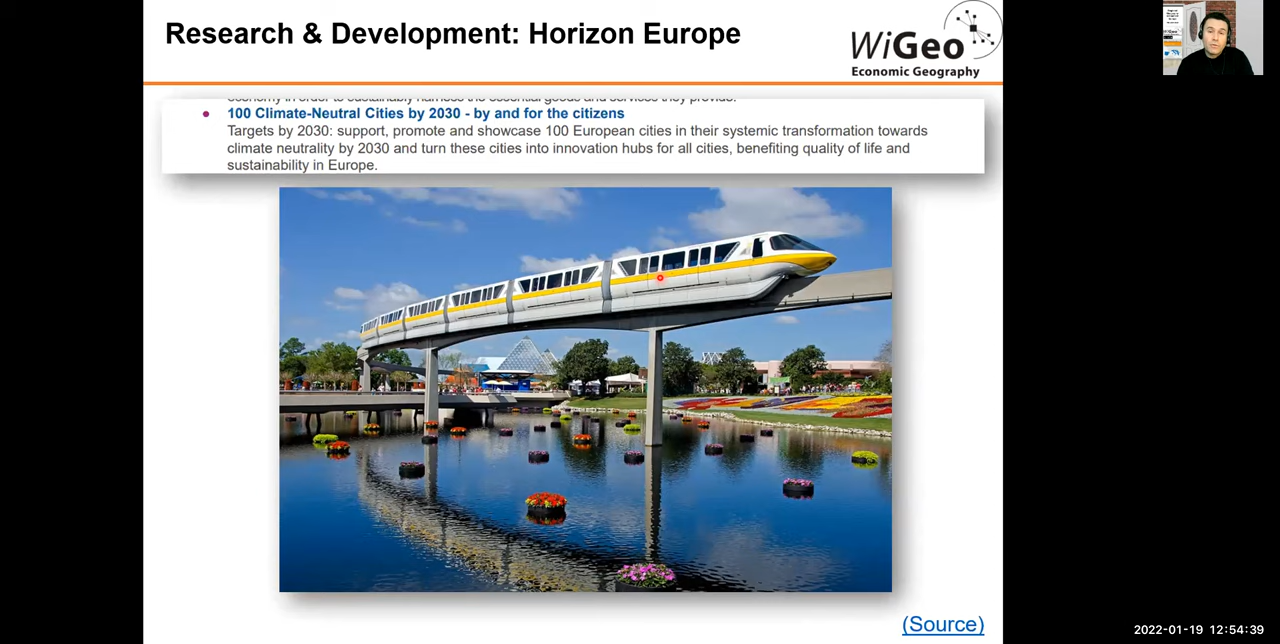 Research & Development: Horizon Europe
WiGeo
Economic Geography
economy in order to sustainably harness the essential goods and services they provide.
100 Climate-Neutral Cities by 2030 - by and for the citizens
Targets by 2030: support, promote and showcase 100 European cities in their systemic transformation towards
climate neutrality by 2030 and turn these cities into innovation hubs for all cities, benefiting quality of life and
sustainability in Europe.
(Source)
2022-01-19 12:54:39